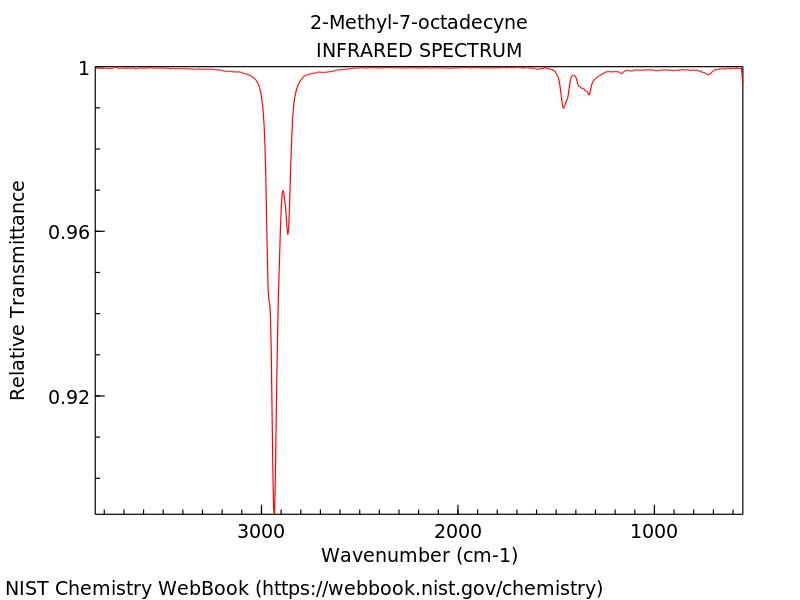 2-Methyl-7-octadecyne
INFRARED SPECTRUM
1
0.96
0.92
Relative Transmittance
3000 2000 1000
Wavenumber (cm-1)
NIST Chemistry WebBook (https://webbook.nist.gov/chemistry)